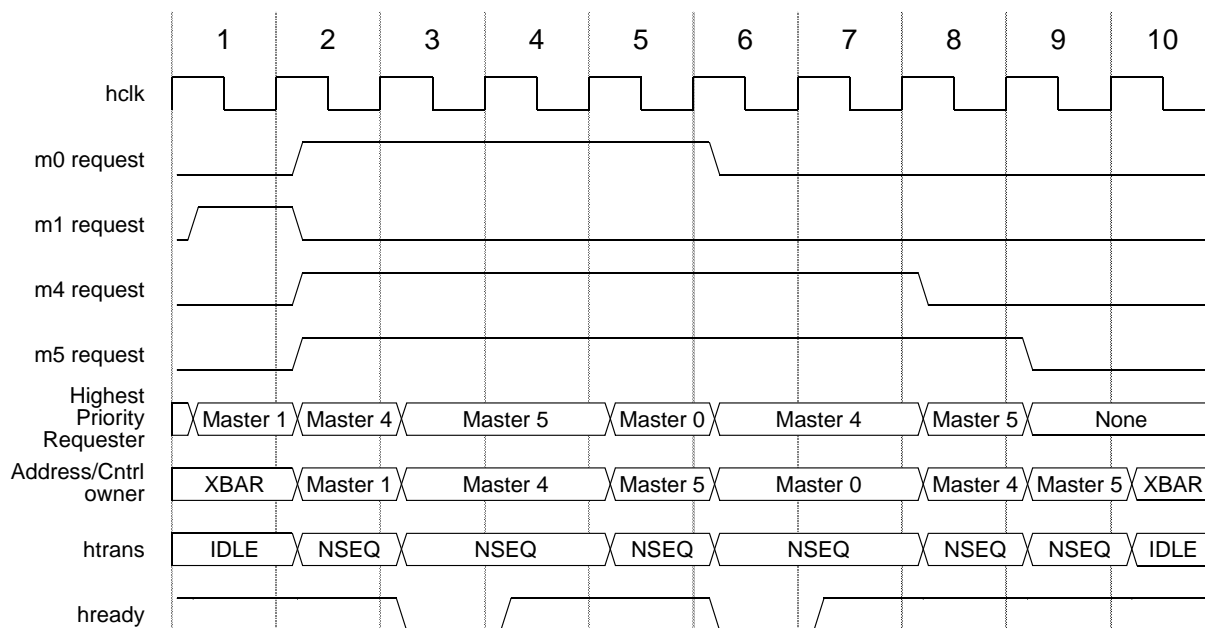 1 2 3 4 5 6 7 8 9 10
hclk
m0 request
m1 request
m4 request
m5 request
Highest
Priority
Requester
Master 1 Master 4 Master 5 Master 0 Master 4 Master 5 None
Address/Cntrl
owner
XBAR Master 1 Master 4 Master 5 Master 0 Master 4 Master 5 XBAR
htrans IDLE NSEQ NSEQ NSEQ NSEQ NSEQ NSEQ IDLE
hready